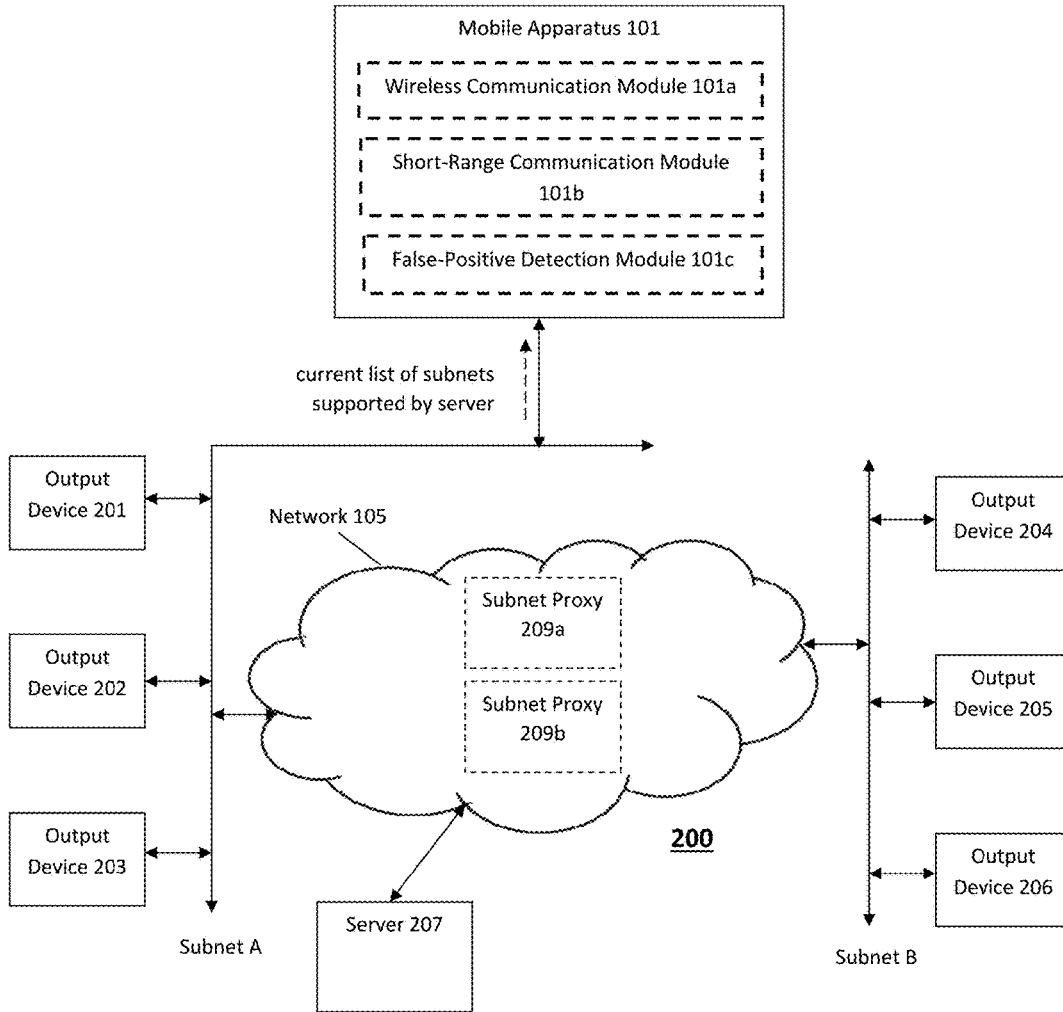 Mobile Apparatus 101
Wireless Communication Module 101a
Short-Range Communication Module
101b
False-Positive Detection Module 101c
current list of subnets
supported by server
Output
Device 201
Network 105
Output
Device 204
Subnet Proxy
209a
Output
Device 202
Output
Device 205
Subnet Proxy
209b
Output
Device 203
200
Output
Device 206
Subnet A
Server 207
Subnet B